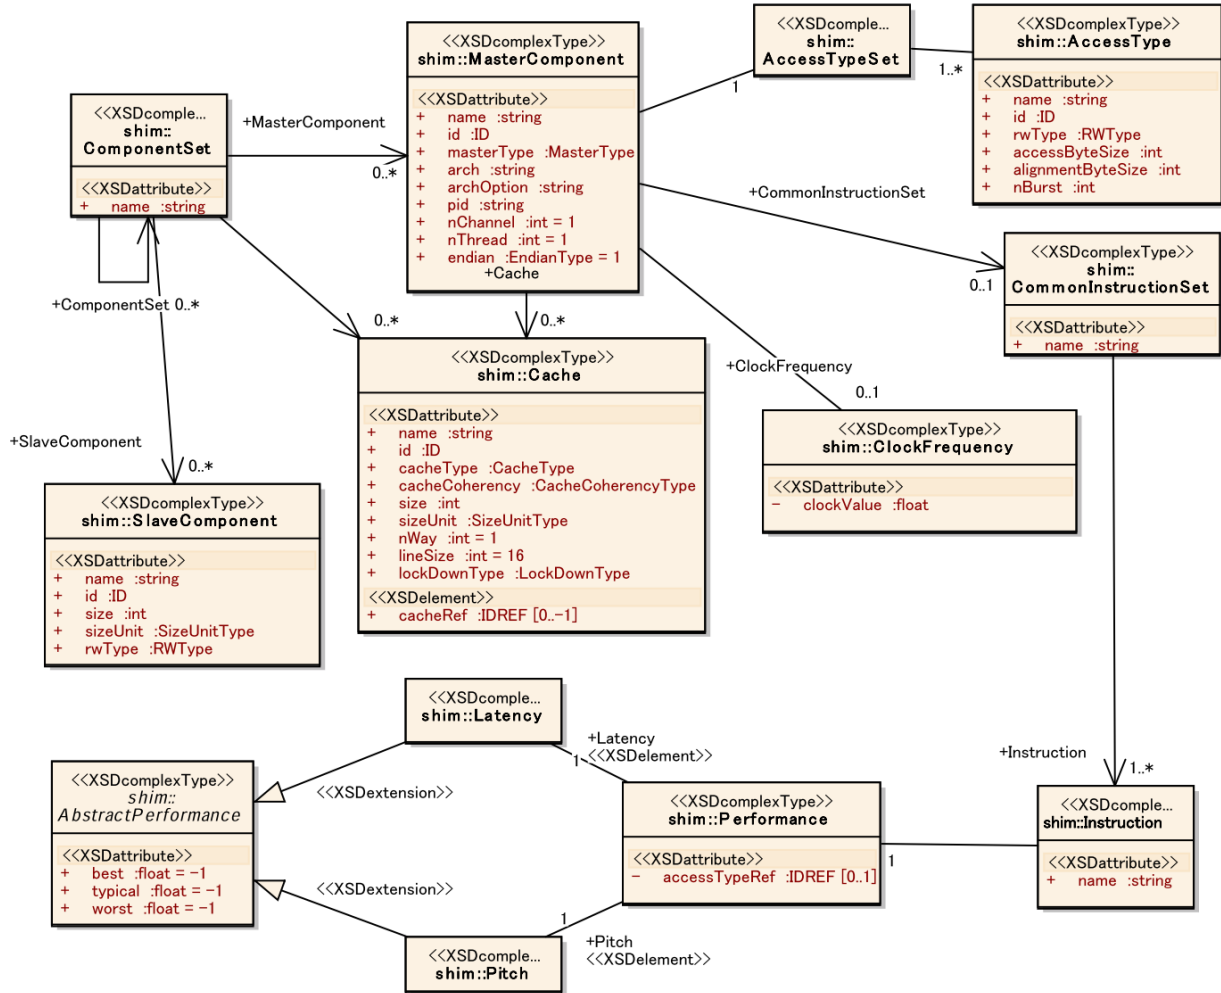 <<XSDcomple...
shim::
ComponentSet
<<XSDattribute>>
+ name :string
+MasterComponent
0..*
+ComponentSet 0..*
+SlaveComponent
0..*
<<XSDcomplexType>>
shim::SlaveComponent
<<XSDattribute>>
+ name :string
+ id :ID
+ size :int
+ sizeUnit :SizeUnitType
+ rwType :RWType
<<XSDcomplexType>>
shim::MasterComponent
<<XSDattribute>>
+ name :string
+ id :ID
+ masterType :MasterType
+ arch :string
+ archOption :string
+ pid :string
+ nChannel :int = 1
+ nThread :int = 1
+ endian :EndianType = 1
+Cache
0..*
0..*
<<XSDcomplexType>>
shim::Cache
<<XSDattribute>>
+ name :string
+ id :ID
+ cacheType :CacheType
+ cacheCoherency :CacheCoherencyType
+ size :int
+ sizeUnit :SizeUnitType
+ nWay :int = 1
+ lineSize :int = 16
+ lockDownType :LockDownType
<<XSDelement>>
+ cacheRef :IDREF [0..-1]
<<XSDcomple...
shim::
AccessTypeSet
1
1..*
<<XSDcomplexType>>
shim::AccessType
<<XSDattribute>>
+ name :string
+ id :ID
+ rwType :RWType
+ accessByteSize :int
+ alignmentByteSize :int
+ nBurst :int
+CommonInstructionSet
0..1
<<XSDcomplexType>>
shim::
CommonInstructionSet
<<XSDattribute>>
+ name :string
+ClockFrequency
0..1
<<XSDcomplexType>>
shim::ClockFrequency
<<XSDattribute>>
- clockValue :float
+Instruction
1..*
<<XSDcomple...
shim::Instruction
<<XSDattribute>>
+ name :string
1
<<XSDcomplexType>>
shim::Performance
<<XSDattribute>>
- accessTypeRef :IDREF [0..1]
+Latency
1 <<XSDelement>>
<<XSDcomple...
shim::Latency
<<XSDextension>>
<<XSDcomplexType>>
shim::
AbstractPerformance
<<XSDattribute>>
+ best :float = -1
+ typical :float = -1
+ worst :float = -1
<<XSDextension>>
1
+Pitch
<<XSDelement>>
<<XSDcomple...
shim::Pitch